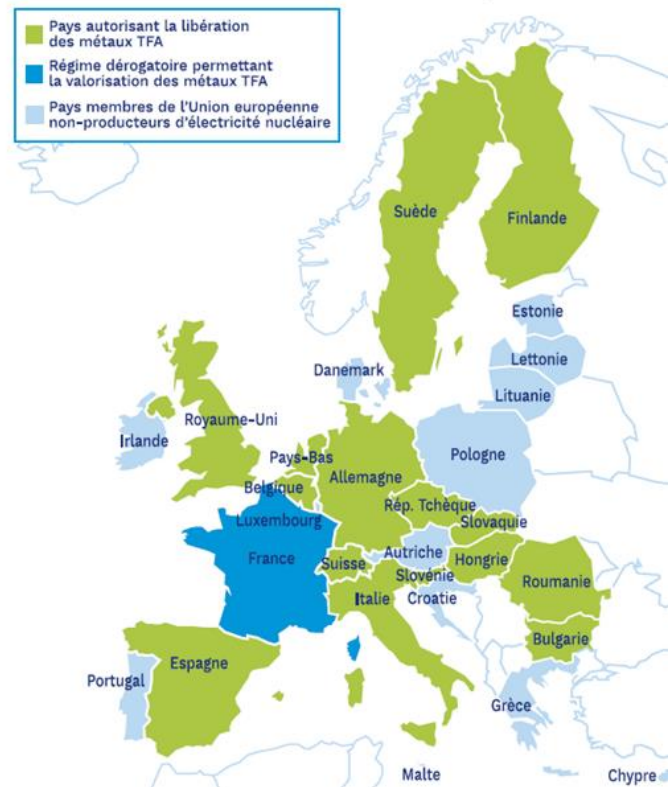 Pays autorisant la libération
des métaux TFA
Régime dérogatoire permettant
la valorisation des métaux TFA
Pays membres de l'Union européenne
non-producteurs d'électricité nucléaire
Suède
Finlande
Estonie
Lettonie
Danemark
Lituanie
Royaume-Uni
Irlande
Pays-Bas
Pologne
Allemagne
Belgique
Rép. Tchèque
Luxembourg
Slovaquie
Autriche
France
Suisse
Hongrie
Slovénie
Roumanie
Italie
Croatie
Bulgarie
Espagne
Portugal
Grèce
Malte
Chypre